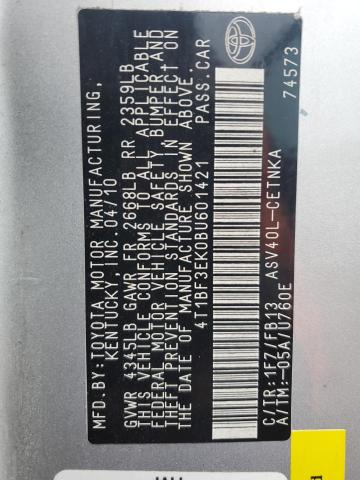 MFD. BY: TOYOTA MOTOR MANUFACTURING,
KENTUCKY, INC. 04/10
GVWR 4345LB GAWR FR 2668LB RR 2359LB
THIS VEHICLE CONFORMS TO ALL APPLICABLE
FEDERAL MOTOR VEHICLE SAFETY, BUMPER AND
THEFT PREVENTION STANDARDS IN EFFECT ON
THE DATE OF MANUFACTURE SHOWN ABOVE.
4T1BF3EK0BU601421 PASS.CAR
C/TR:1FZ/FB13 ASV40L-CETNKA
A/TM:-05A/U760E 74573